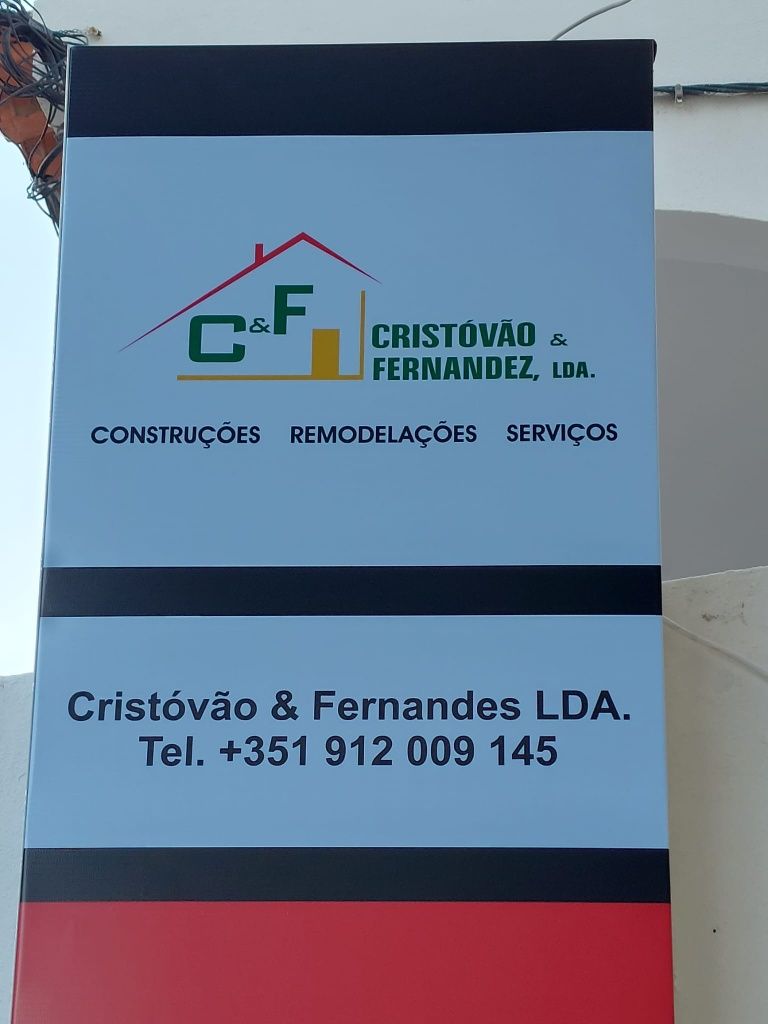 C&F
CRISTÓVÃO &
FERNANDEZ, LDA.
CONSTRUÇÕES REMODELAÇÕES SERVIÇOS
Cristóvão & Fernandes LDA.
Tel. +351 912 009 145